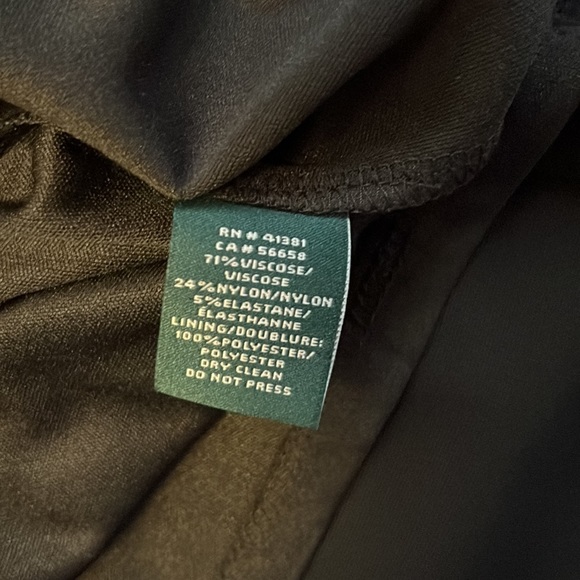 RN # 41381
CA # 56658
71%VISCOSE/
VISCOSE
24%NYLON/NYLON
5%ELASTANE/
ÉLASTHANNE
LINING/DOUBLURE:
100%POLYESTER/
POLYESTER
DRY CLEAN
DO NOT PRESS